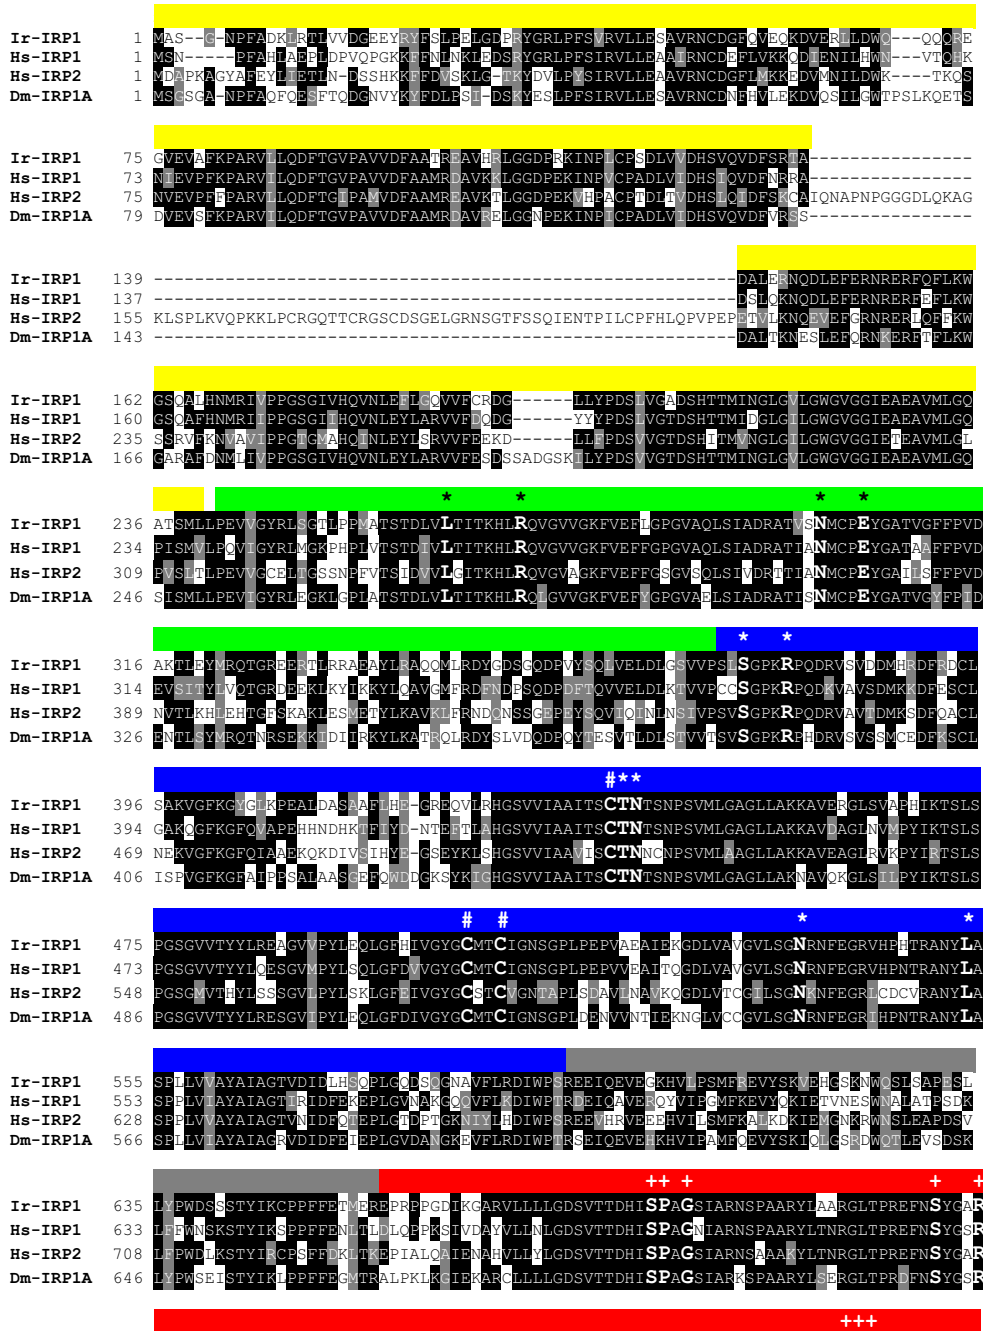 Ir-IRP1 1 MAS--G-NPFADKLRTLVVDGEEYRYFSLPELGDPRYGRLPFSVRVLLESAVRNCDGFQVEQKDVERLLDWQ---QQQRE
Hs-IRP1 1 MSN-----PFAHLAEPLDPVQPGKKFFNLNKLEDSRYGRLPFSIRVLLEAAIRNCDEFLVKKQDIENILHWN---VTQHK
Hs-IRP2 1 MDAPKAGYAFEYLIETLN-DSSHKKFFDVSKLG-TKYDVLPYSIRVLLEAAVRNCDGFLMKKEDVMNILDWK---TKQS
Dm-IRP1A 1 MSGSGA-NPFAQFQESFTQDGNVYKYFDLPSI-DSKYESLPFSIRVLLESAVRNCDNFHVLEKDVQSILGWTPSLKQETS
Ir-IRP1 75 GVEVAFKPARVLLQDFTGVPAVVDFAATREAVHRLGGDPRKINPLCPSDLVVDHSVQVDFSRTA---------------
Hs-IRP1 73 NIEVPFKPARVILQDFTGVPAVVDFAAMRDAVKKLGGDPEKINPVCPADLVIDHSIQVDFNRRA---------------
Hs-IRP2 75 NVEVPFFPARVLLQDFTGIPAMVDFAAMREAVKTLGGDPEKVHPACPTDLTVDHSLQIDFSKCAIQNAPNPGGGDLQKAG
Dm-IRP1A 79 DVEVSFKPARVILQDFTGVPAVVDFAAMRDAVRELGGNPEKINPICPADLVIDHSVQVDFVRSS---------------
Ir-IRP1 139 --------------------------------------------------------DALERNQDLEFERNRERFQFLKW
Hs-IRP1 137 --------------------------------------------------------DSLQKNQDLEFERNRERFEFLKW
Hs-IRP2 155 KLSPLKVQPKKLPCRGQTTCRGSCDSGELGRNSGTFSSQIENTPILCPFHLQPVPEPETVLKNQEVEFGRNRERLQFFKW
Dm-IRP1A 143 --------------------------------------------------------DALTKNESLEFQRNKERFTFLKW
Ir-IRP1 162 GSQALHNMRIVPPGSGIVHQVNLEFLGQVVFCRDG------LLYPDSLVGADSHTTMINGLGVLGWGVGGIEAEAVMLGQ
Hs-IRP1 160 GSQAFHNMRIIPPGSGIIHQVNLEYLARVVFDQDG------YYYPDSLVGTDSHTTMIDGLGILGWGVGGIEAEAVMLGQ
Hs-IRP2 235 SSRVFKNVAVIPPGTGMAHQINLEYLSRVVFEEKD------LLFPDSVVGTDSHITMVNGLGILGWGVGGIETEAVMLGL
Dm-IRP1A 166 GARAFDNMLIVPPGSGIVHQVNLEYLARVVFESDSSADGSKILYPDSVVGTDSHTTMINGLGVLGWGVGGIEAEAVMLGQ
* * * *
Ir-IRP1 236 ATSMLLPEVVGYRLSGTLPPMATSTDLVLTITKHLRQVGVVGKFVEFLGPGVAQLSIADRATVSNMCPEYGATVGFFPVD
Hs-IRP1 234 PISMVLPQVIGYRLMGKPHPLVTSTDIVLTITKHLRQVGVVGKFVEFFGPGVAQLSIADRATIANMCPEYGATAAFFPVD
Hs-IRP2 309 PVSLTLPEVVGCELTGSSNPFVTSIDVVLGITKHLRQVGVAGKFVEFFGSGVSQLSIVDRTTIANMCPEYGAILSFFPVD
Dm-IRP1A 246 SISMLLPEVIGYRLEGKLGPLATSTDLVLTITKHLRQLGVVGKFVEFYGPGVAELSIADRATISNMCPEYGATVGYFPID
* *
Ir-IRP1 316 AKTLEYMRQTGREERTLRRAEAYLRAQQMLRDYGDSGQDPVYSQLVELDLGSVVPSLSGPKRPQDRVSVDDMHRDFRDCL
Hs-IRP1 314 EVSITYLVQTGRDEEKLKYIKKYLQAVGMFRDFNDPSQDPDFTQVVELDLKTVVPCCSGPKRPQDKVAVSDMKKDFESCL
Hs-IRP2 389 NVTLKHLEHTGFSKAKLESMETYLKAVKLFRNDQNSSGEPEYSQVIQINLNSIVPSVSGPKRPQDRVAVTDMKSDFQACL
Dm-IRP1A 326 ENTLSYMRQTNRSEKKIDIIRKYLKATRQLRDYSLVDQDPQYTESVTLDLSTVVTSVSGPKRPHDRVSVSSMCEDFKSCL
#**
Ir-IRP1 396 SAKVGFKGYGLKPEALDASAAFLHE-GREQVLRHGSVVIAAITSCTNTSNPSVMLGAGLLAKKAVERGLSVAPHIKTSLS
Hs-IRP1 394 GAKQGFKGFQVAPEHHNDHKTFIYD-NTEFTLAHGSVVIAAITSCTNTSNPSVMLGAGLLAKKAVDAGLNVMPYIKTSLS
Hs-IRP2 469 NEKVGFKGFQIAAEKQKDIVSIHYE-GSEYKLSHGSVVIAAVISCTNNCNPSVMLAAGLLAKKAVEAGLRVKPYIRTSLS
Dm-IRP1A 406 ISPVGFKGFAIPPSALAASGEFQWDDGKSYKIGHGSVVIAAITSCTNTSNPSVMLGAGLLAKNAVQKGLSILPYIKTSLS
# # * *
Ir-IRP1 475 PGSGVVTYYLREAGVVPYLEQLGFHIVGYGCMTCIGNSGPLPEPVAEAIEKGDLVAVGVLSGNRNFEGRVHPHTRANYLA
Hs-IRP1 473 PGSGVVTYYLQESGVMPYLSQLGFDVVGYGCMTCIGNSGPLPEPVVEAITQGDLVAVGVLSGNRNFEGRVHPNTRANYLA
Hs-IRP2 548 PGSGMVTHYLSSSGVLPYLSKLGFEIVGYGCSTCVGNTAPLSDAVLNAVKQGDLVTCGILSGNKNFEGRLCDCVRANYLA
Dm-IRP1A 486 PGSGVVTYYLRESGVIPYLEQLGFDIVGYGCMTCIGNSGPLDENVVNTIEKNGLVCCGVLSGNRNFEGRIHPNTRANYLA
Ir-IRP1 555 SPLLVVAYAIAGTVDIDLHSQPLGQDSQGNAVFLRDIWPSREEIQEVEGKHVLPSMFREVYSKVEHGSKNWQSLSAPESL
Hs-IRP1 553 SPPLVIAYAIAGTIRIDFEKEPLGVNAKGQQVFLKDIWPTRDEIQAVERQYVIPGMFKEVYQKIETVNESWNALATPSDK
Hs-IRP2 628 SPPLVVAYAIAGTVNIDFQTEPLGTDPTGKNIYLHDIWPSREEVHRVEEEHVILSMFKALKDKIEMGNKRWNSLEAPDSV
Dm-IRP1A 566 SPLLVIAYAIAGRVDIDFEIEPLGVDANGKEVFLRDIWPTRSEIQEVEHKHVIPAMFQEVYSKIQLGSRDWQTLEVSDSK
++ + + +
Ir-IRP1 635 LYPWDSSSTYIKCPPFFETMEREPRPPGDIKGARVLLLLGDSVTTDHISPAGSIARNSPAARYLAARGLTPREFNSYGAR
Hs-IRP1 633 LFFWNSKSTYIKSPPFFENLTLDLQPPKSIVDAYVLLNLGDSVTTDHISPAGNIARNSPAARYLTNRGLTPREFNSYGSR
Hs-IRP2 708 LFPWDLKSTYIRCPSFFDKLTKEPIALQAIENAHVLLYLGDSVTTDHISPAGSIARNSAAAKYLTNRGLTPREFNSYGAR
Dm-IRP1A 646 LYPWSEISTYIKLPPFFEGMTRALPKLKGIEKARCLLLLGDSVTTDHISPAGSIARKSPAARYLSERGLTPRDFNSYGSR
+++